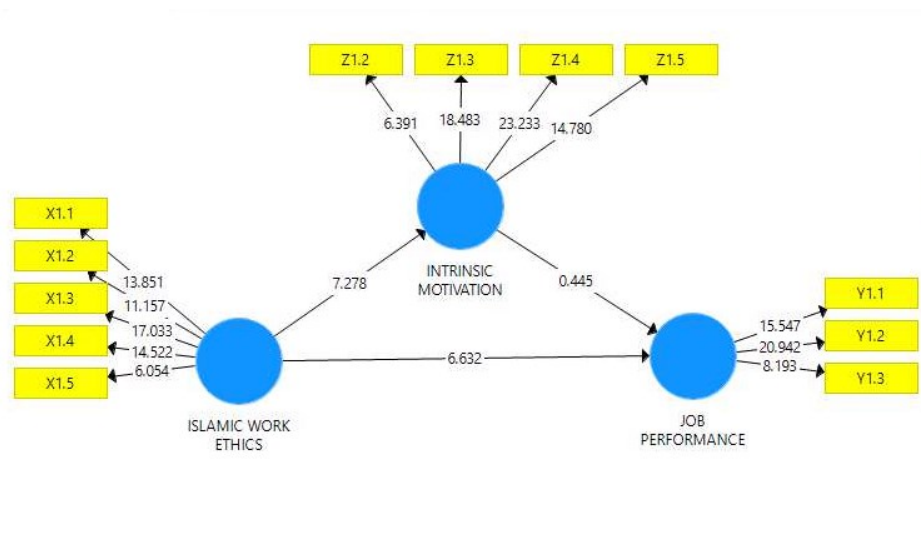 Z1.2
Z1.3
Z1.4
Z1.5
6.391
18.483
23.233
14.780
X1.1
X1.2
X1.3
X1.4
X1.5
13.851
11.157
17.033
14.522
6.054
7.278
INTRINSIC
MOTIVATION
0.445
6.632
ISLAMIC WORK
ETHICS
JOB
PERFORMANCE
15.547
20.942
8.193
Y1.1
Y1.2
Y1.3